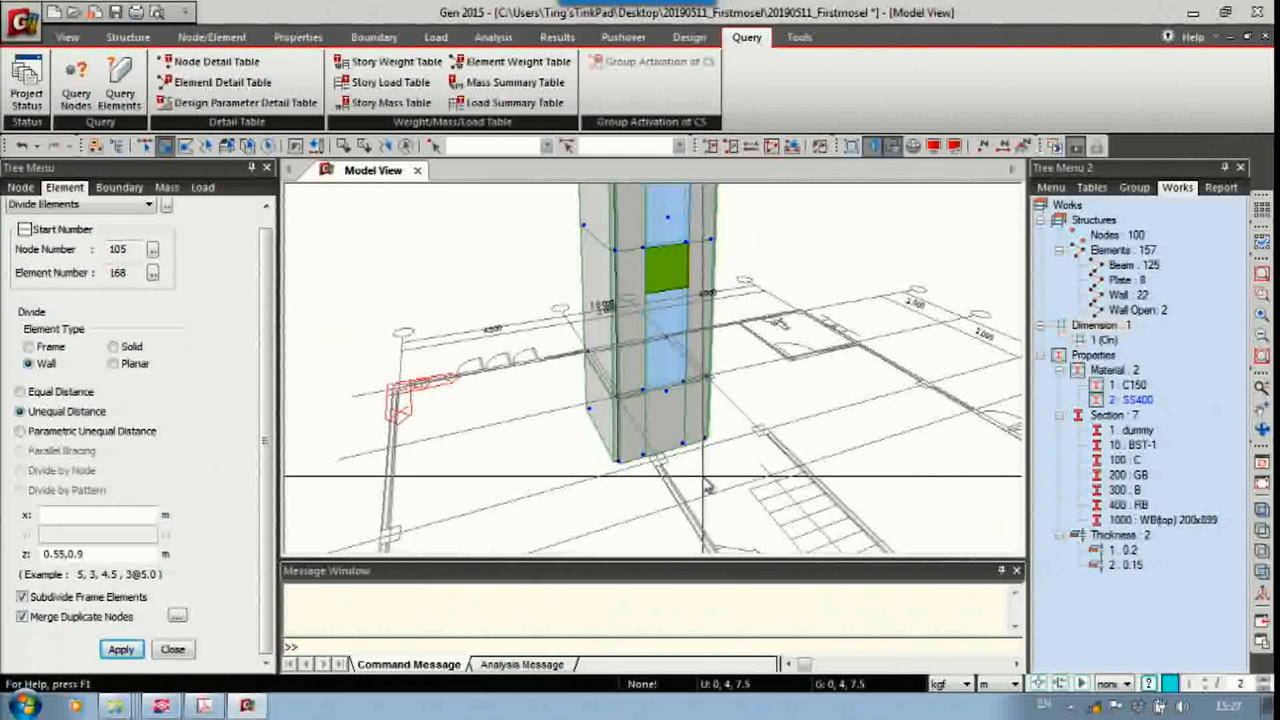 Gen 2015 - [C:\Users\Ting'sTinkPad\Desktop\20190511_Firstmosel\20190511_Firstmosel *] - [Model View]
View Structure Node/Element Properties Boundary Load Analysis Results Pushover Design Query Tools Help
Project Status
Query Nodes
Query Elements
Node Detail Table
Element Detail Table
Design Parameter Detail Table
Story Weight Table
Story Load Table
Story Mass Table
Element Weight Table
Mass Summary Table
Load Summary Table
Group Activation of CS
Status Query Detail Table Weight/Mass/Load Table Group Activation of CS
Tree Menu
Node Element Boundary Mass Load
Divide Elements
Start Number
Node Number : 105
Element Number : 168
Divide
Element Type
Frame Solid
Wall Planar
Equal Distance
Unequal Distance
Parametric Unequal Distance
Parallel Bracing
Divide by Node
Divide by Pattern
x: m
z: 0.55,0.9 m
( Example : 5, 3, 4.5 , 3@5.0 )
Subdivide Frame Elements
Merge Duplicate Nodes
Apply Close
Model View
Message Window
>>
Command Message Analysis Message
Tree Menu 2
Menu Tables Group Works Report
Works
Structures
Nodes : 100
Elements : 157
Beam : 125
Plate : 8
Wall : 22
Wall Open: 2
Dimension : 1
1 (On)
Properties
Material : 2
1 : C150
2 : SS400
Section : 7
1 : dummy
10 : BST-1
100 : C
200 : GB
300 : B
400 : RB
1000 : WB(top) 200x899
Thickness : 2
1 : 0.2
2 : 0.15
For Help, press F1 None! U: 0, 4, 7.5 G: 0, 4, 7.5 kgf m none ? / 2
EN 15:27